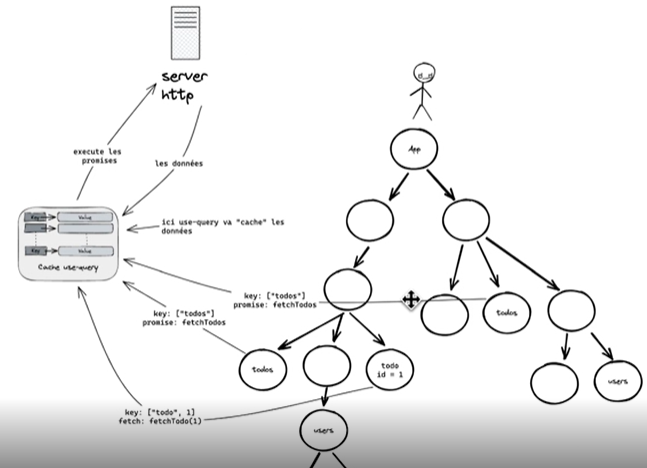 server
http
execute les
promises
les données
App
Key
Value
Key
Value
Cache use-query
ici use-query va "cache" les
données
key: ["todos"]
promise: fetchTodos
key: ["todos"]
promise: fetchTodos
todos
todos
todo
id = 1
users
key: ["todo", 1]
fetch: fetchTodo(1)
users